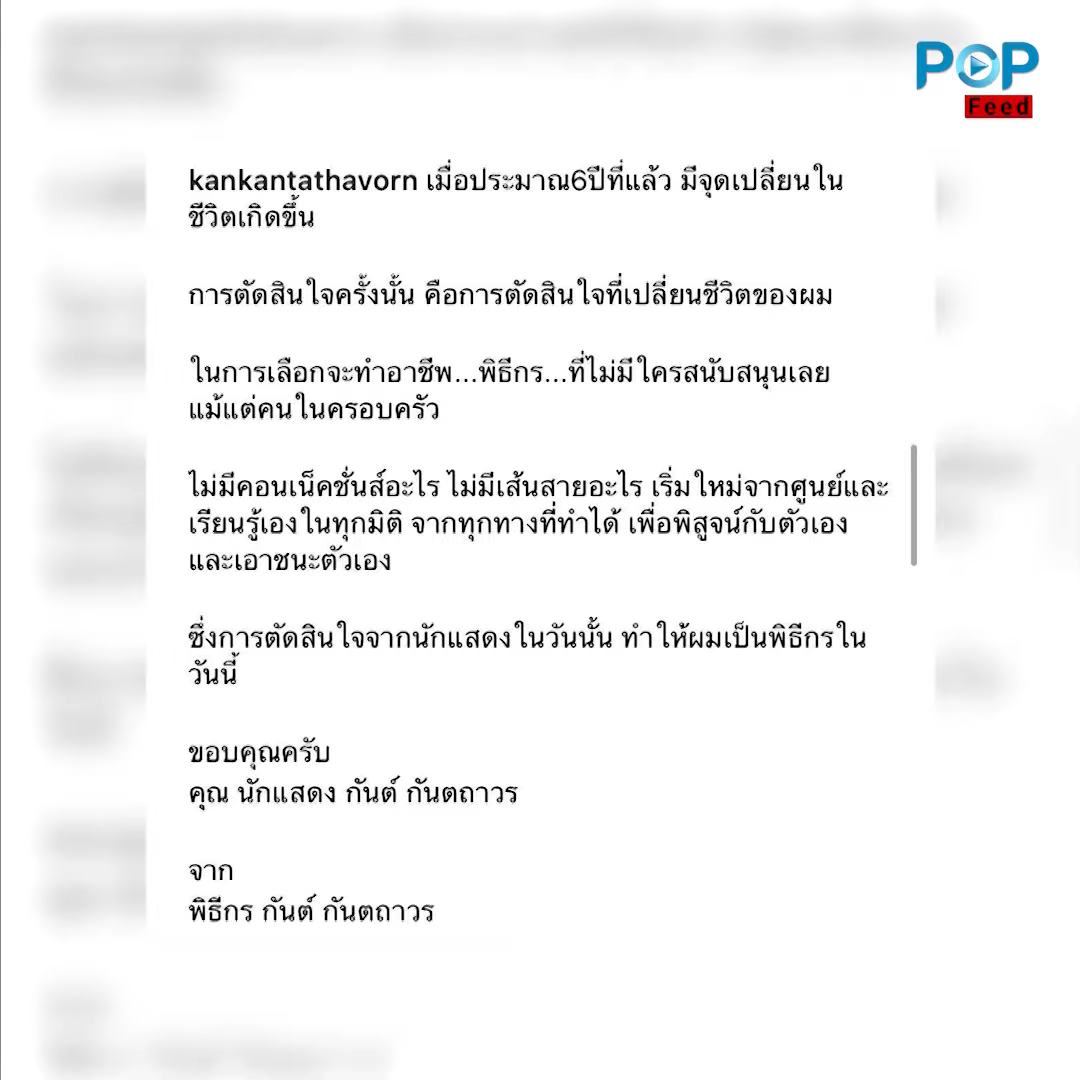 POP
Feed
kankantathavorn เมื่อประมาณ6ปีที่แล้ว มีจุดเปลี่ยนใน
ชีวิตเกิดขึ้น
การตัดสินใจครั้งนั้น คือการตัดสินใจที่เปลี่ยนชีวิตของผม
ในการเลือกจะทำอาชีพ...พิธีกร...ที่ไม่มีใครสนับสนุนเลย
แม้แต่คนในครอบครัว
ไม่มีคอนเน็คชั่นส์อะไร ไม่มีเส้นสายอะไร เริ่มใหม่จากศูนย์และ
เรียนรู้เองในทุกมิติ จากทุกทางที่ทำได้ เพื่อพิสูจน์กับตัวเอง
และเอาชนะตัวเอง
ซึ่งการตัดสินใจจากนักแสดงในวันนั้น ทำให้ผมเป็นพิธีกรใน
วันนี้
ขอบคุณครับ
คุณ นักแสดง กันต์ กันตถาวร
จาก
พิธีกร กันต์ กันตถาวร